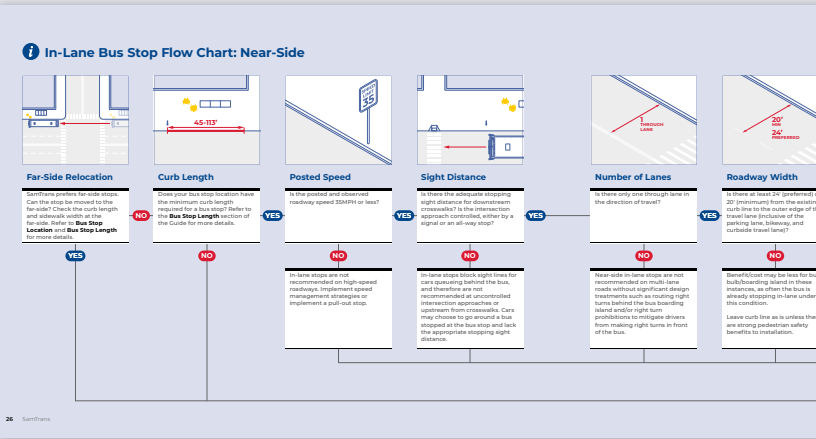 i In-Lane Bus Stop Flow Chart: Near-Side
SPEED
LIMIT
35
45-113'
1
THROUGH
LANE
20'
MIN
24'
PREFERRED
Far-Side Relocation
SamTrans prefers far-side stops.
Can the stop be moved to the
far-side? Check the curb length
and sidewalk width at the
far-side. Refer to Bus Stop
Location and Bus Stop Length
for more details.
NO
YES
Curb Length
Does your bus stop location have
the minimum curb length
required for a bus stop? Refer to
the Bus Stop Length section of
the Guide for more details.
YES
NO
Posted Speed
Is the posted and observed
roadway speed 35MPH or less?
YES
NO
In-lane stops are not
recommended on high-speed
roadways. Implement speed
management strategies or
implement a pull-out stop.
Sight Distance
Is there the adequate stopping
sight distance for downstream
crosswalks? Is the intersection
approach controlled, either by a
signal or an all-way stop?
YES
NO
In-lane stops block sight lines for
cars queueing behind the bus,
and therefore are not
recommended at uncontrolled
intersection approaches or
upstream from crosswalks. Cars
may choose to go around a bus
stopped at the bus stop and lack
the appropriate stopping sight
distance.
Number of Lanes
Is there only one through lane in
the direction of travel?
YES
NO
Near-side in-lane stops are not
recommended on multi-lane
roads without significant design
treatments such as routing right
turns behind the bus boarding
island and/or right turn
prohibitions to mitigate drivers
from making right turns in front
of the bus.
Roadway Width
Is there at least 24' (preferred)
20' (minimum) from the existin
curb line to the outer edge of t
travel lane (inclusive of the
parking lane, bikeway, and
curbside travel lane)?
NO
Benefit/cost may be less for bu
bulb/boarding island in these
instances, as often the bus is
already stopping in-lane under
this condition.
Leave curb line as is unless the
are strong pedestrian safety
benefits to installation.
26 SamTrans